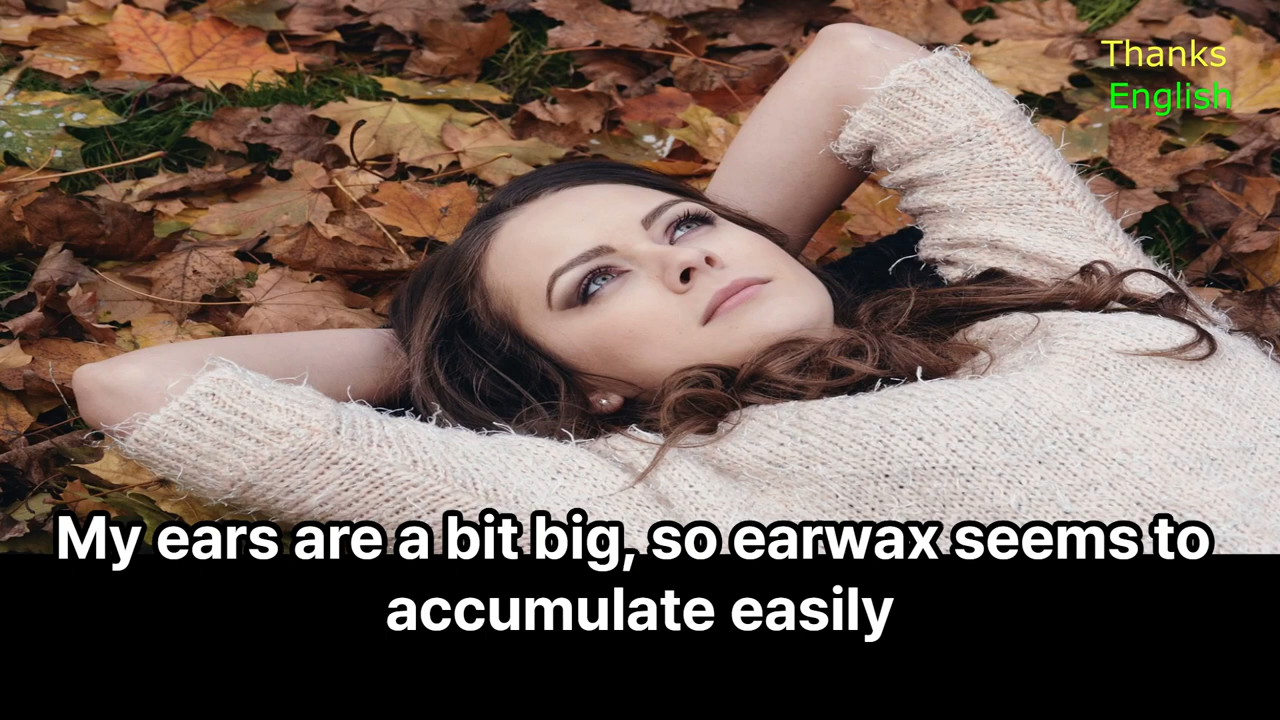 Thanks
English
My ears are a bit big, so earwax seems to
accumulate easily